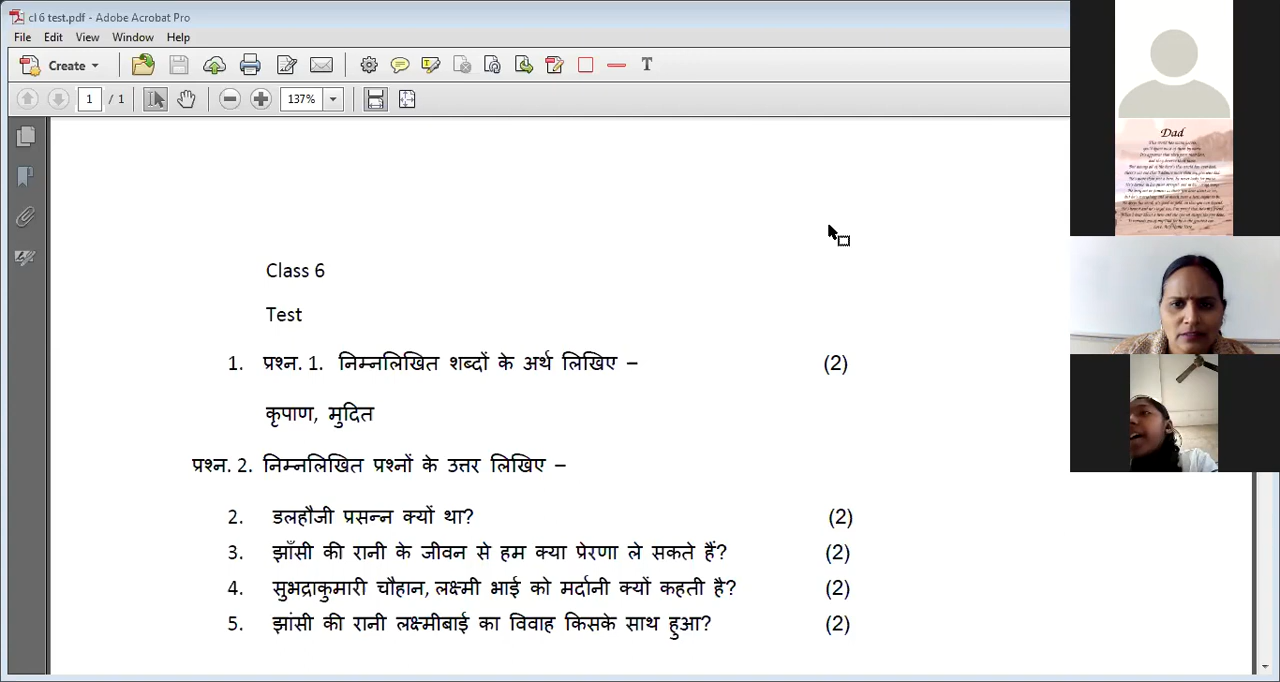 cl 6 test.pdf - Adobe Acrobat Pro
File Edit View Window Help
Create
1 / 1 137%
Dad
Class 6
Test
1. प्रश्न. 1. निम्नलिखित शब्दों के अर्थ लिखिए – (2)
कृपाण, मुदित
प्रश्न. 2. निम्नलिखित प्रश्नों के उत्तर लिखिए –
2. डलहौजी प्रसन्न क्यों था? (2)
3. झाँसी की रानी के जीवन से हम क्या प्रेरणा ले सकते हैं? (2)
4. सुभद्राकुमारी चौहान, लक्ष्मी भाई को मर्दानी क्यों कहती है? (2)
5. झांसी की रानी लक्ष्मीबाई का विवाह किसके साथ हुआ? (2)